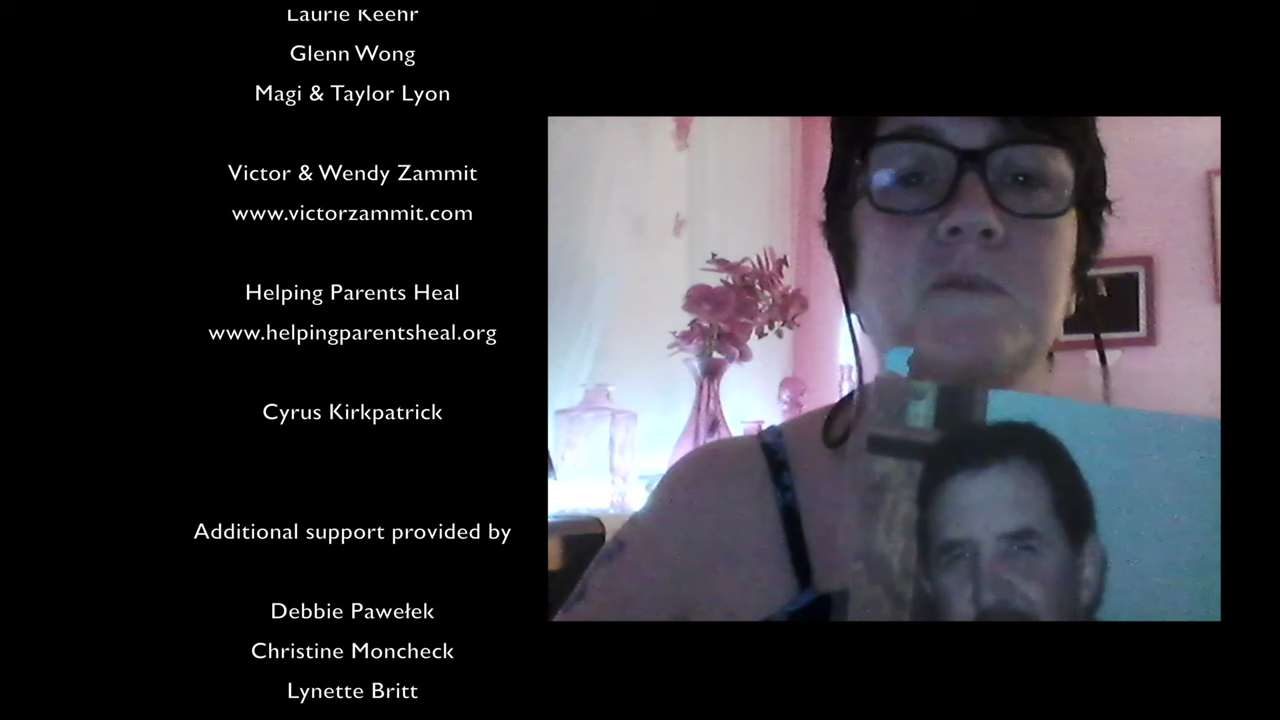 Laurie Keehr
Glenn Wong
Magi & Taylor Lyon
Victor & Wendy Zammit
www.victorzammit.com
Helping Parents Heal
www.helpingparentsheal.org
Cyrus Kirkpatrick
Additional support provided by
Debbie Pawełek
Christine Moncheck
Lynette Britt